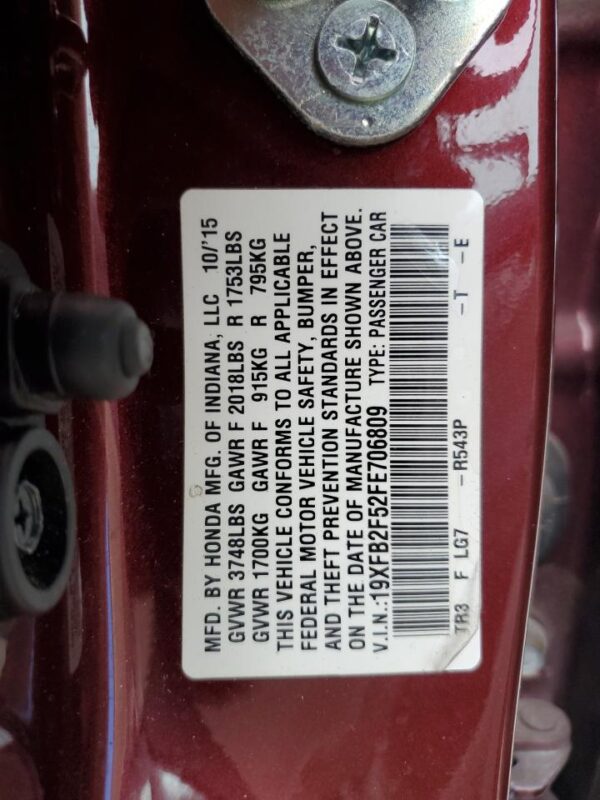 MFD. BY HONDA MFG. OF INDIANA, LLC 10/'15
GVWR 3748LBS GAWR F 2018LBS R 1753LBS
GVWR 1700KG GAWR F 915KG R 795KG
THIS VEHICLE CONFORMS TO ALL APPLICABLE
FEDERAL MOTOR VEHICLE SAFETY, BUMPER,
AND THEFT PREVENTION STANDARDS IN EFFECT
ON THE DATE OF MANUFACTURE SHOWN ABOVE.
V.I.N.:19XFB2F52FE706809 TYPE: PASSENGER CAR
TR3 F LG7 -R543P -T -E